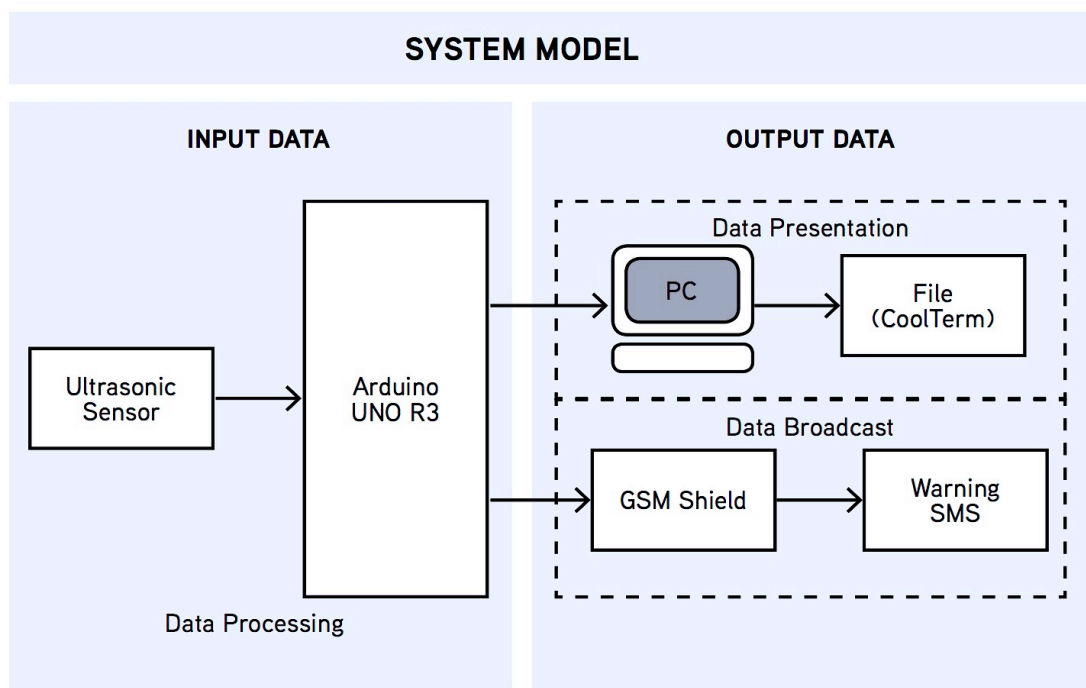 SYSTEM MODEL
INPUT DATA
Ultrasonic
Sensor
Arduino
UNO R3
Data Processing
OUTPUT DATA
Data Presentation
PC
File
(CoolTerm)
Data Broadcast
GSM Shield
Warning
SMS